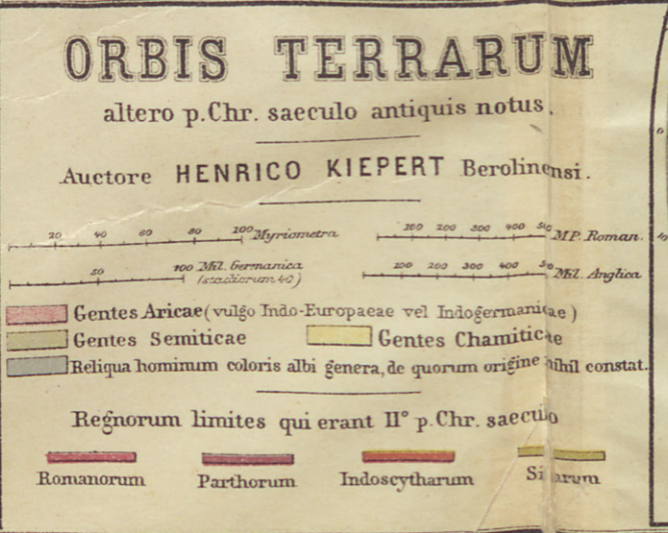 ORBIS TERRARUM
altero p.Chr. saeculo antiquis notus.
Auctore HENRICO KIEPERT Berolinensi.
20 40 60 80 100 Myriometra
100 200 300 400 500 MP. Roman.
50 100 Mil. Germanica
(stadiorum 40)
100 200 300 400 500 Mil. Anglica
Gentes Aricae (vulgo Indo-Europaeae vel Indogermanicae)
Gentes Semiticae
Gentes Chamiticae
Reliqua hominum coloris albi genera, de quorum origine nihil constat.
Regnorum limites qui erant II° p.Chr. saeculo
Romanorum Parthorum Indoscytharum Sinarum